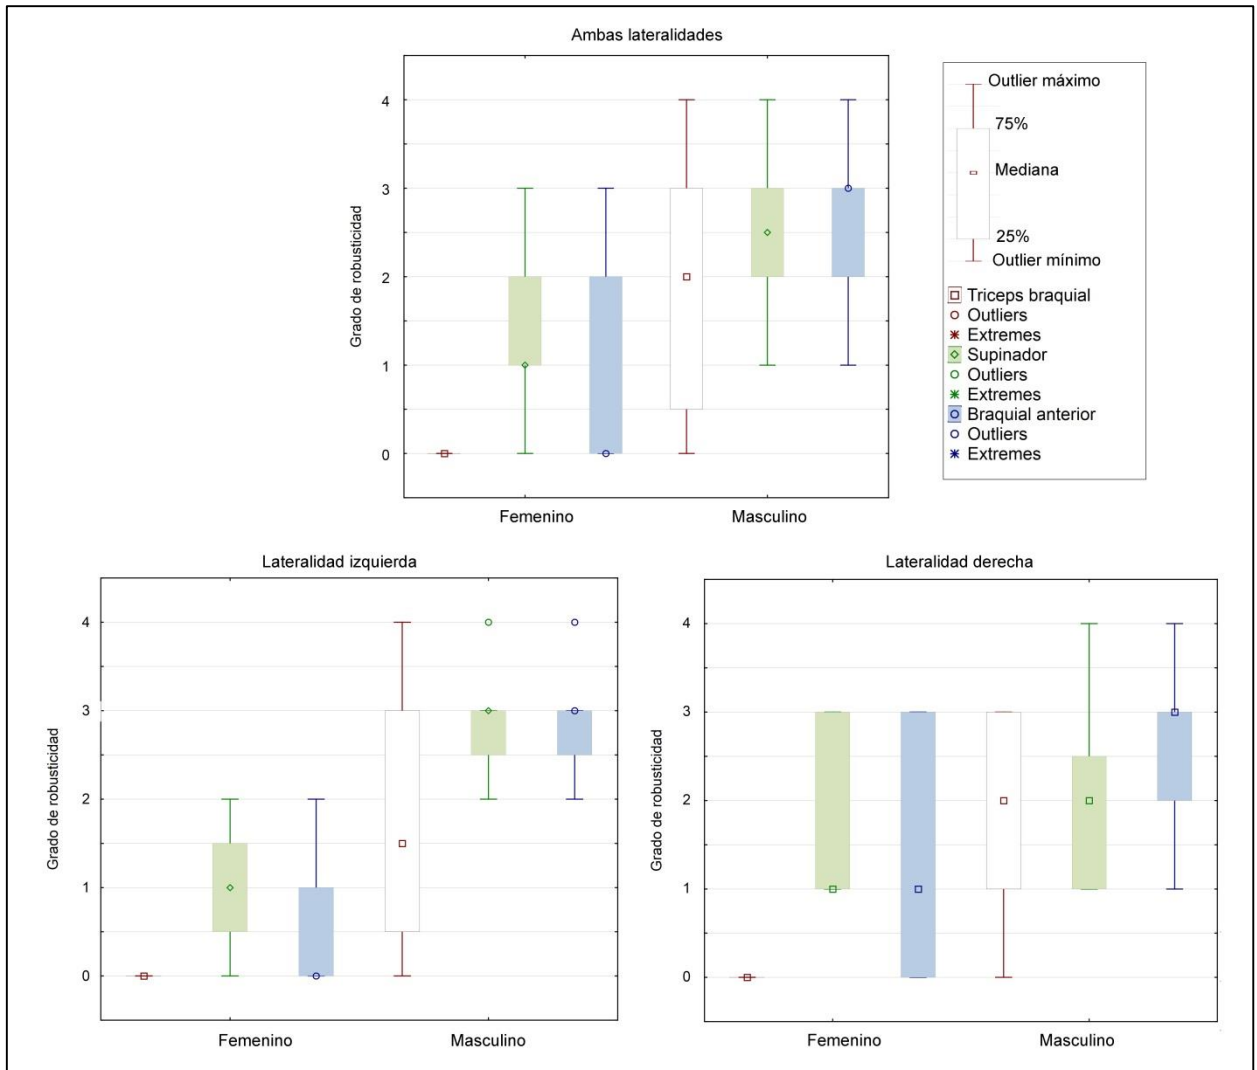 Ambas lateralidades
Grado de robusticidad
4
3
2
1
0
Femenino
Masculino
Outlier máximo
75%
Mediana
25%
Outlier mínimo
Triceps braquial
Outliers
Extremes
Supinador
Outliers
Extremes
Braquial anterior
Outliers
Extremes
Lateralidad izquierda
Grado de robusticidad
4
3
2
1
0
Femenino
Masculino
Lateralidad derecha
Grado de robusticidad
4
3
2
1
0
Femenino
Masculino